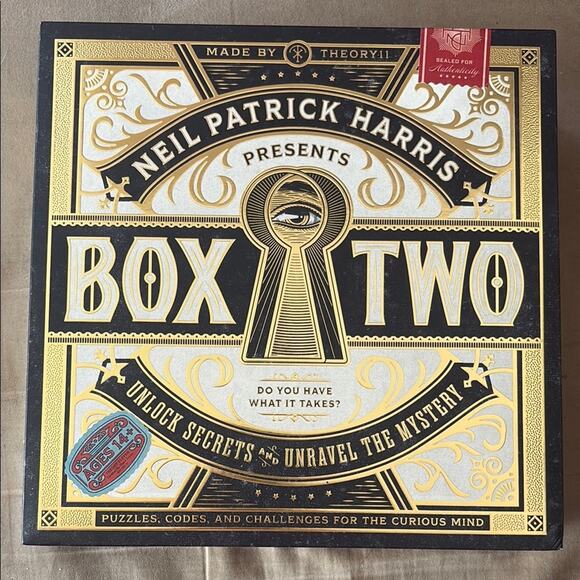 MADE BY THEORY11
SEALED FOR
Authenticity
NEIL PATRICK HARRIS
PRESENTS
BOX TWO
DO YOU HAVE
WHAT IT TAKES?
UNLOCK SECRETS AND UNRAVEL THE MYSTERY
AGES 14+
PUZZLES, CODES, AND CHALLENGES FOR THE CURIOUS MIND